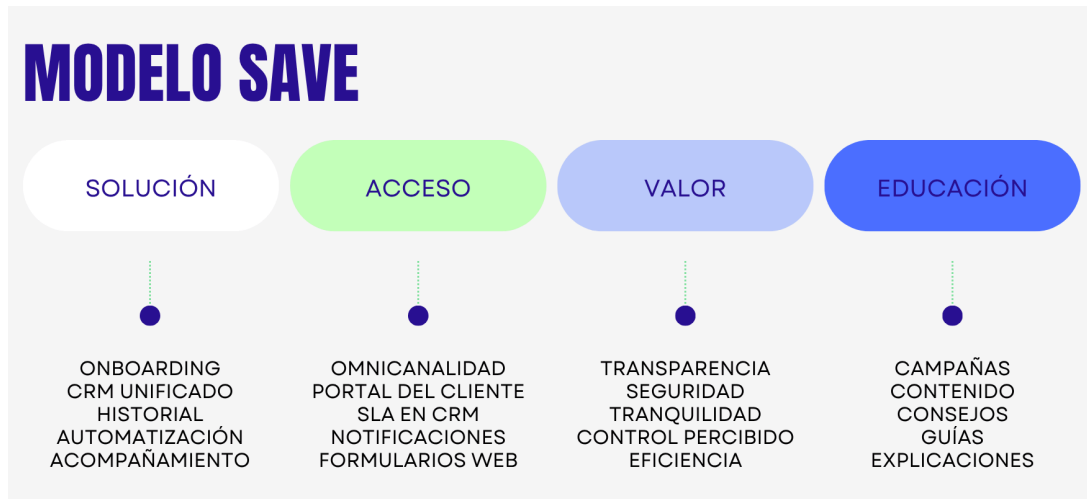 MODELO SAVE
SOLUCIÓN
ACCESO
VALOR
EDUCACIÓN
ONBOARDING
CRM UNIFICADO
HISTORIAL
AUTOMATIZACIÓN
ACOMPAÑAMIENTO
OMNICANALIDAD
PORTAL DEL CLIENTE
SLA EN CRM
NOTIFICACIONES
FORMULARIOS WEB
TRANSPARENCIA
SEGURIDAD
TRANQUILIDAD
CONTROL PERCIBIDO
EFICIENCIA
CAMPAÑAS
CONTENIDO
CONSEJOS
GUÍAS
EXPLICACIONES